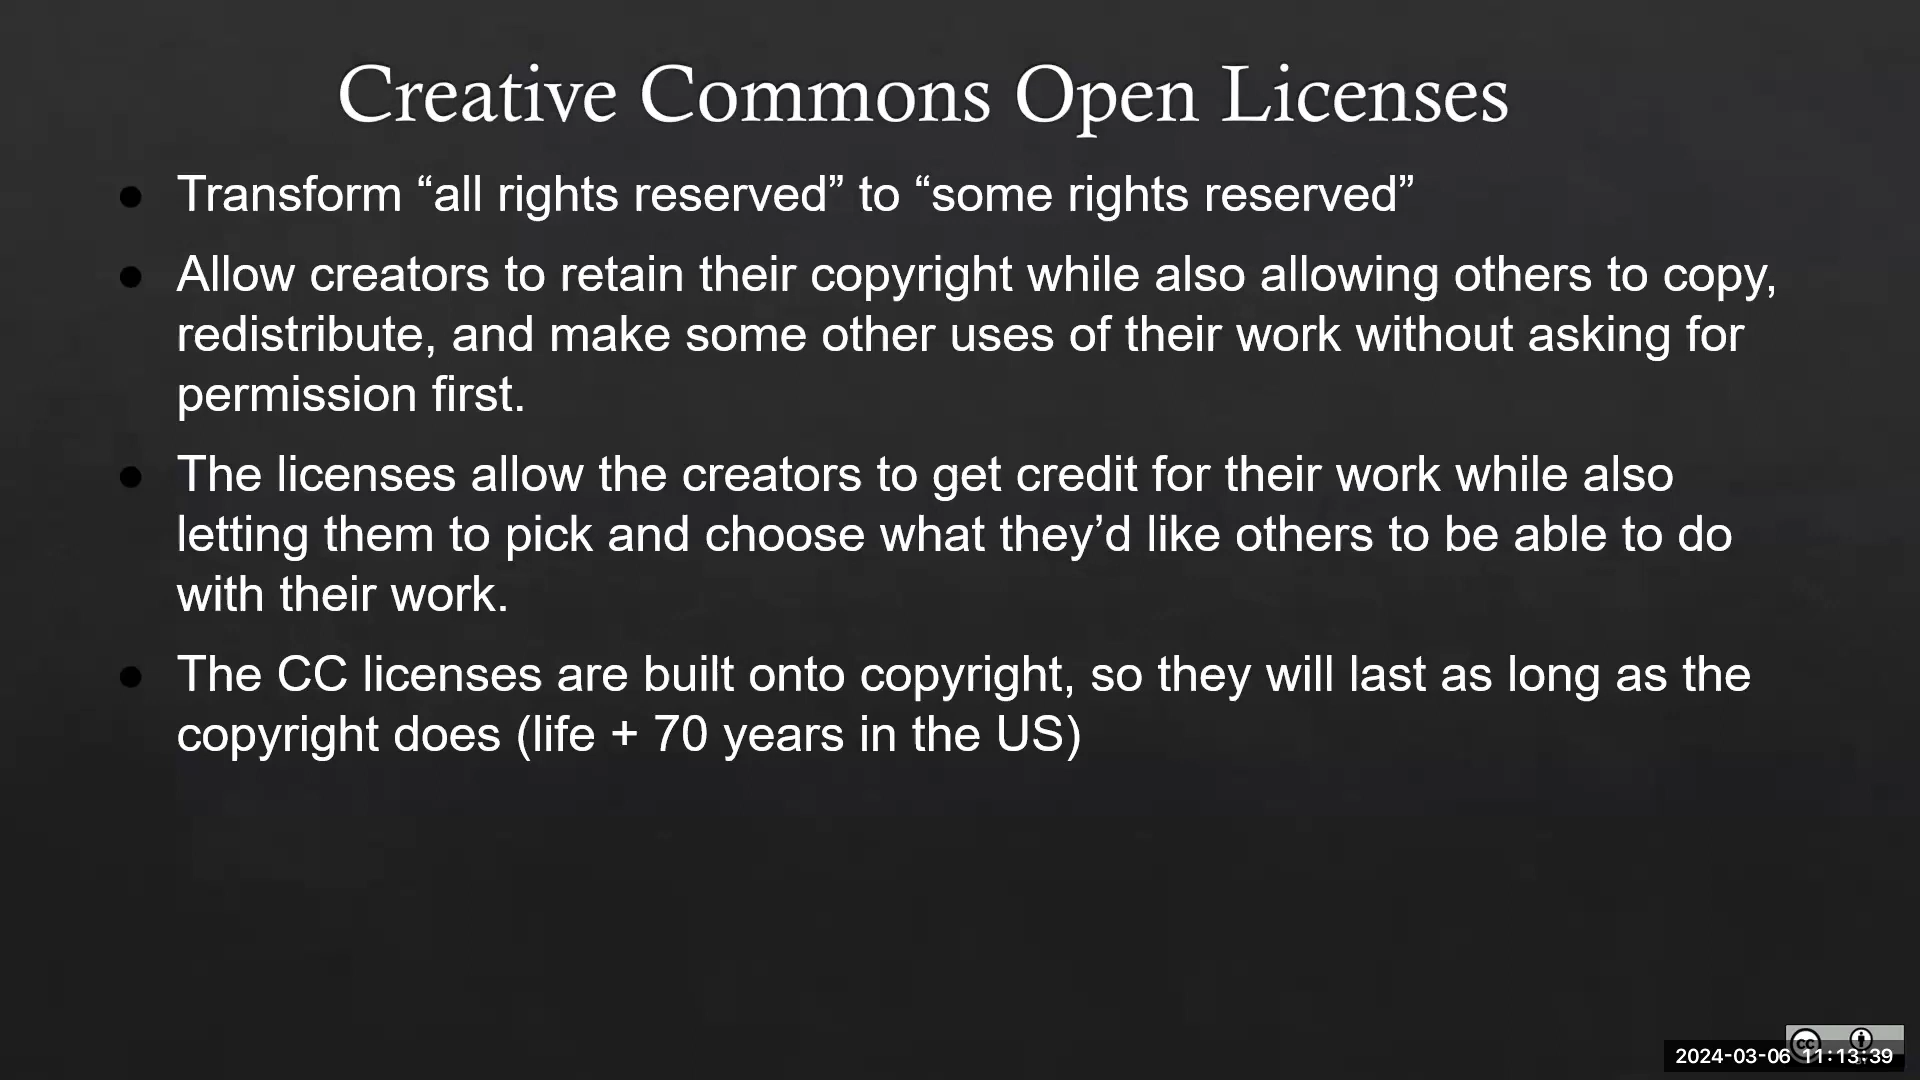 Creative Commons Open Licenses
● Transform “all rights reserved” to “some rights reserved”
● Allow creators to retain their copyright while also allowing others to copy,
redistribute, and make some other uses of their work without asking for
permission first.
● The licenses allow the creators to get credit for their work while also
letting them to pick and choose what they’d like others to be able to do
with their work.
● The CC licenses are built onto copyright, so they will last as long as the
copyright does (life + 70 years in the US)
cc
2024-03-06 11:13:39